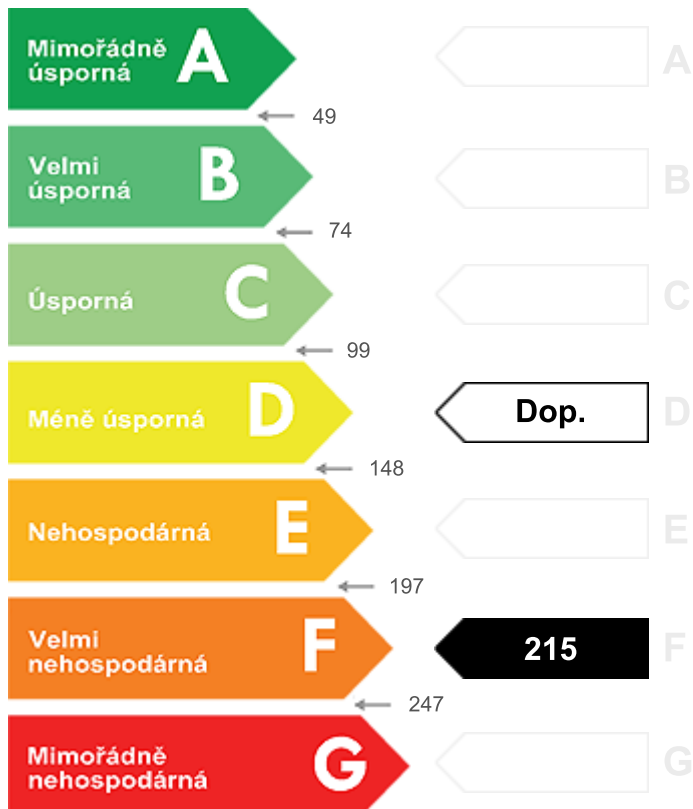 Mimořádně
úsporná
A
A
49
Velmi
úsporná
B
B
74
Úsporná
C
C
99
Méně úsporná
D
Dop.
D
148
Nehospodárná
E
E
197
Velmi
nehospodárná
F
215
F
247
Mimořádně
nehospodárná
G
G